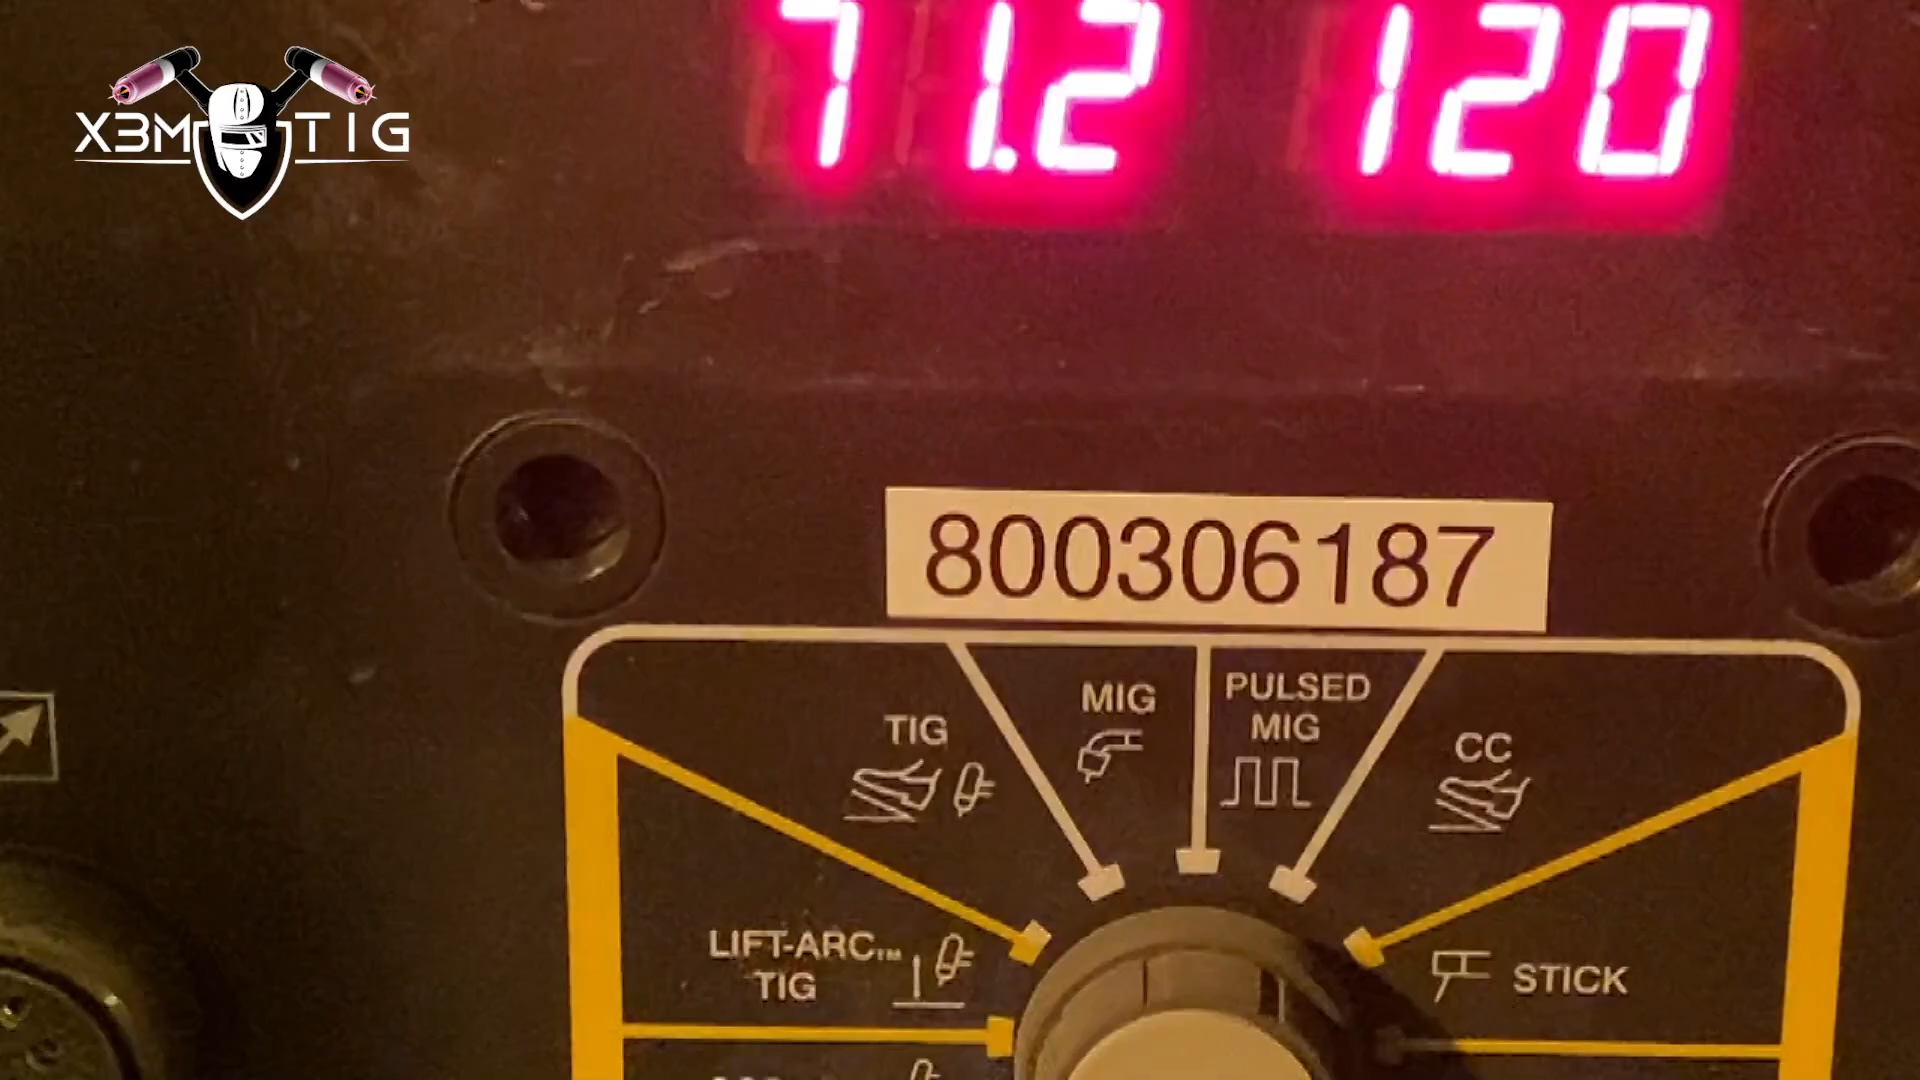 71.2 120
X3M TIG
800306187
MIG
PULSED
MIG
TIG
CC
LIFT-ARC™
TIG
STICK